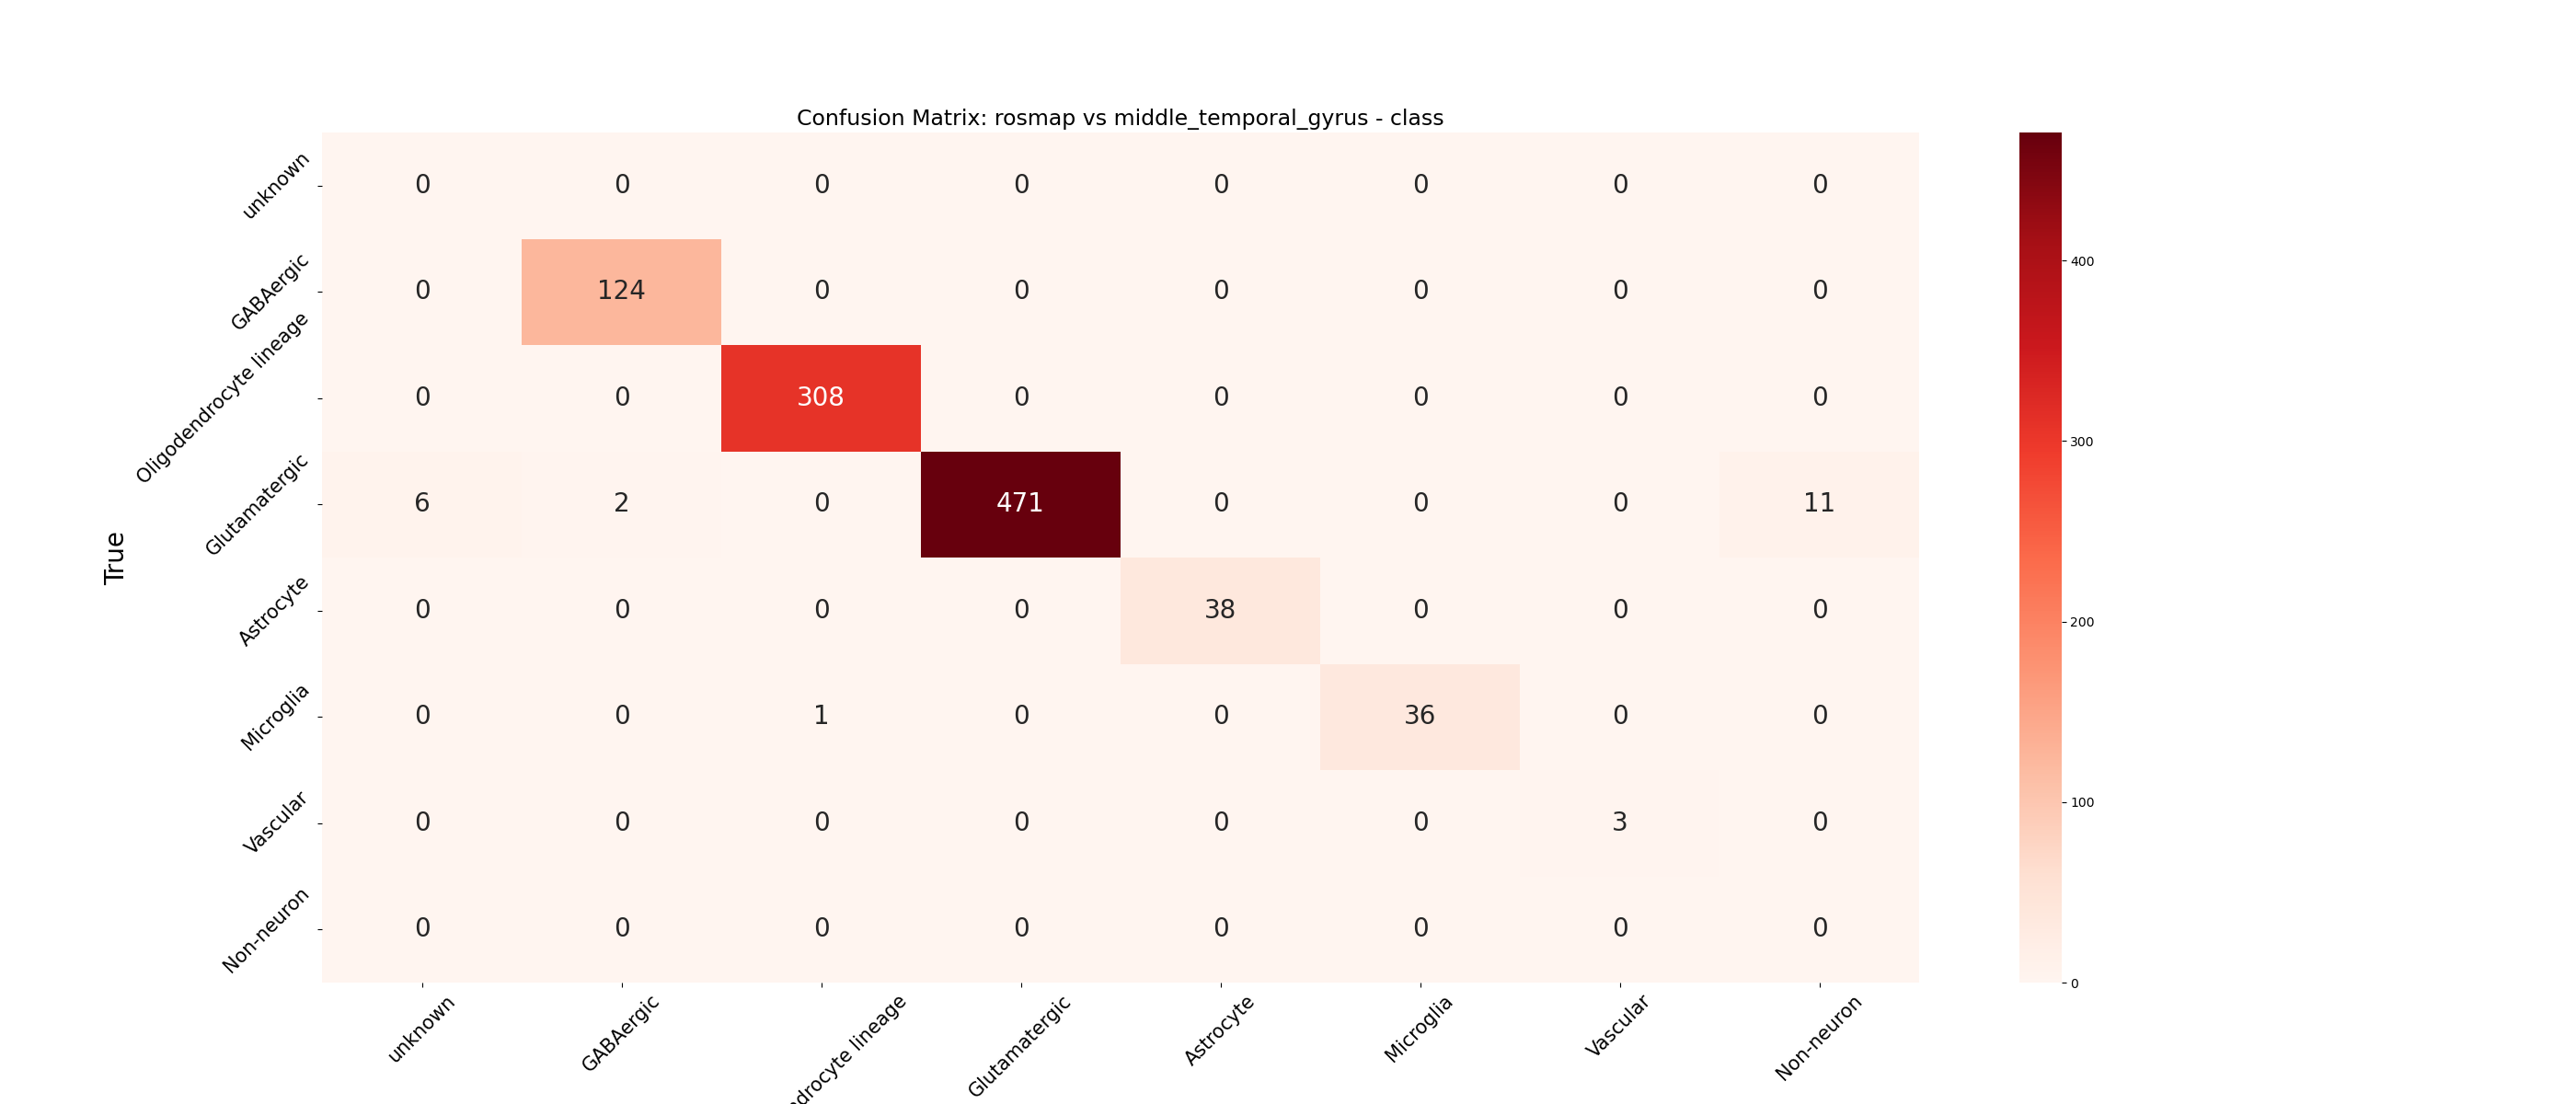 Confusion Matrix: rosmap vs middle_temporal_gyrus - class
unknown 0 0 0 0 0 0 0 0
GABAergic 0 124 0 0 0 0 0 0
Oligodendrocyte lineage 0 0 308 0 0 0 0 0
Glutamatergic 6 2 0 471 0 0 0 11
Astrocyte 0 0 0 0 38 0 0 0
Microglia 0 0 1 0 0 36 0 0
Vascular 0 0 0 0 0 0 3 0
Non-neuron 0 0 0 0 0 0 0 0
True
unknown GABAergic lineage Glutamatergic Astrocyte Microglia Vascular Non-neuron
400
300
200
100
0